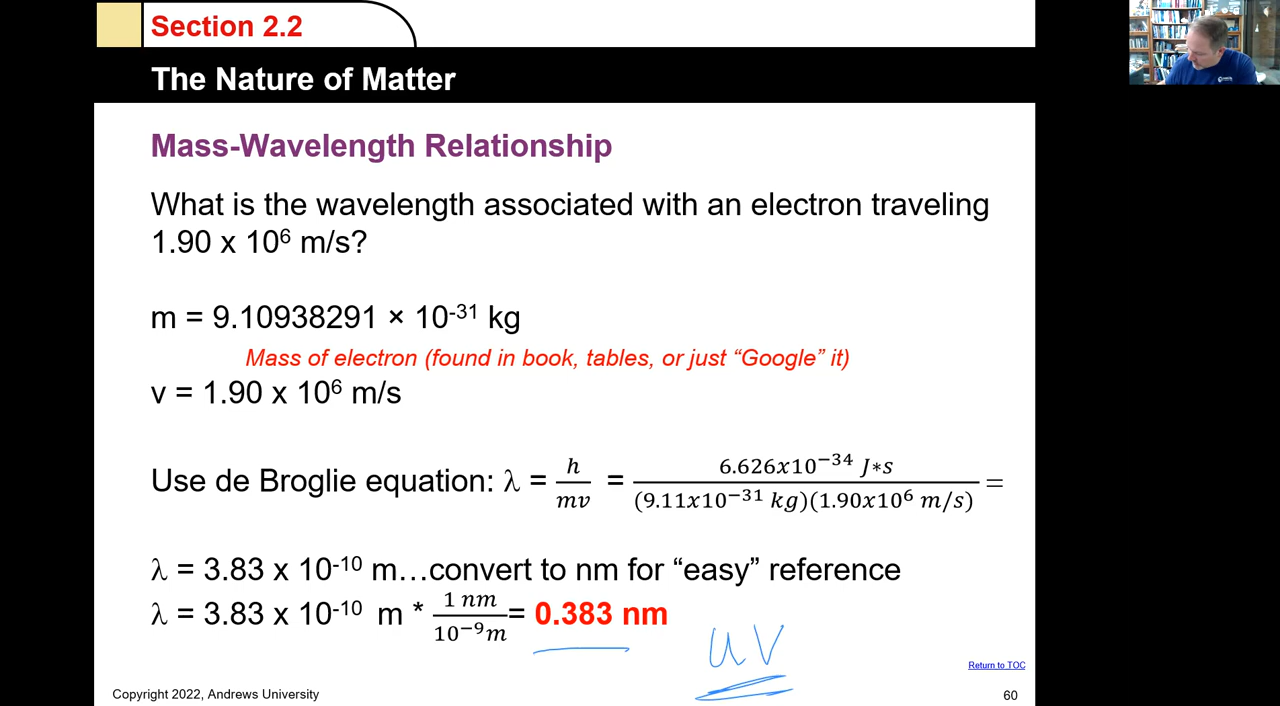 Section 2.2
The Nature of Matter
Mass-Wavelength Relationship
What is the wavelength associated with an electron traveling
1.90 x 10⁶ m/s?
m = 9.10938291 × 10⁻³¹ kg
Mass of electron (found in book, tables, or just “Google” it)
v = 1.90 x 10⁶ m/s
Use de Broglie equation: λ = h/mv = 6.626x10⁻³⁴ J∗s/(9.11x10⁻³¹ kg)(1.90x10⁶ m/s) =
λ = 3.83 x 10⁻¹⁰ m…convert to nm for “easy” reference
λ = 3.83 x 10⁻¹⁰ m * 1 nm/10⁻⁹m = 0.383 nm
UV
Return to TOC
Copyright 2022, Andrews University
60